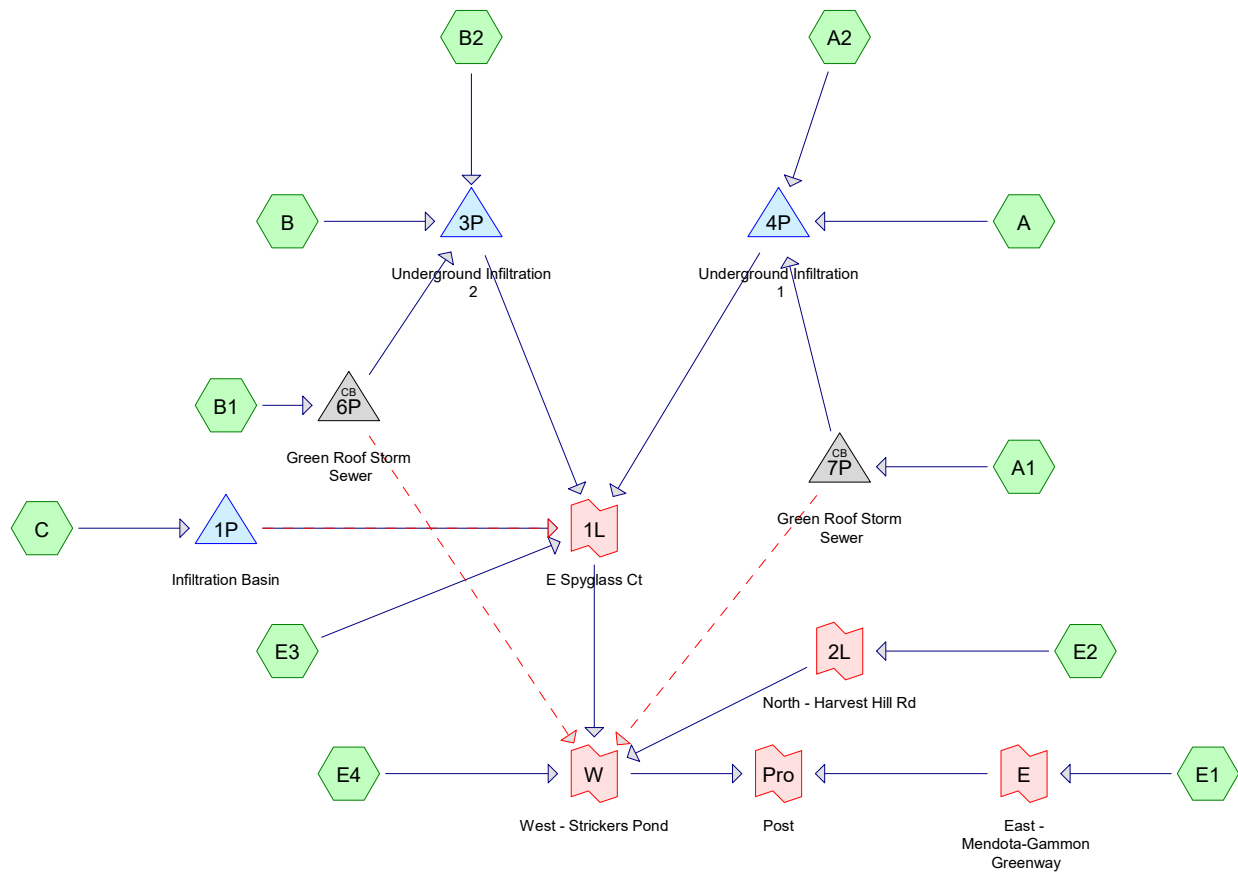 B2
A2
B
3P
4P
A
Underground Infiltration
2
Underground Infiltration
1
B1
CB
6P
Green Roof Storm
Sewer
CB
7P
A1
Green Roof Storm
Sewer
C
1P
1L
Infiltration Basin
E Spyglass Ct
E3
2L
E2
North - Harvest Hill Rd
E4
W
Pro
E
E1
West - Strickers Pond
Post
East -
Mendota-Gammon
Greenway